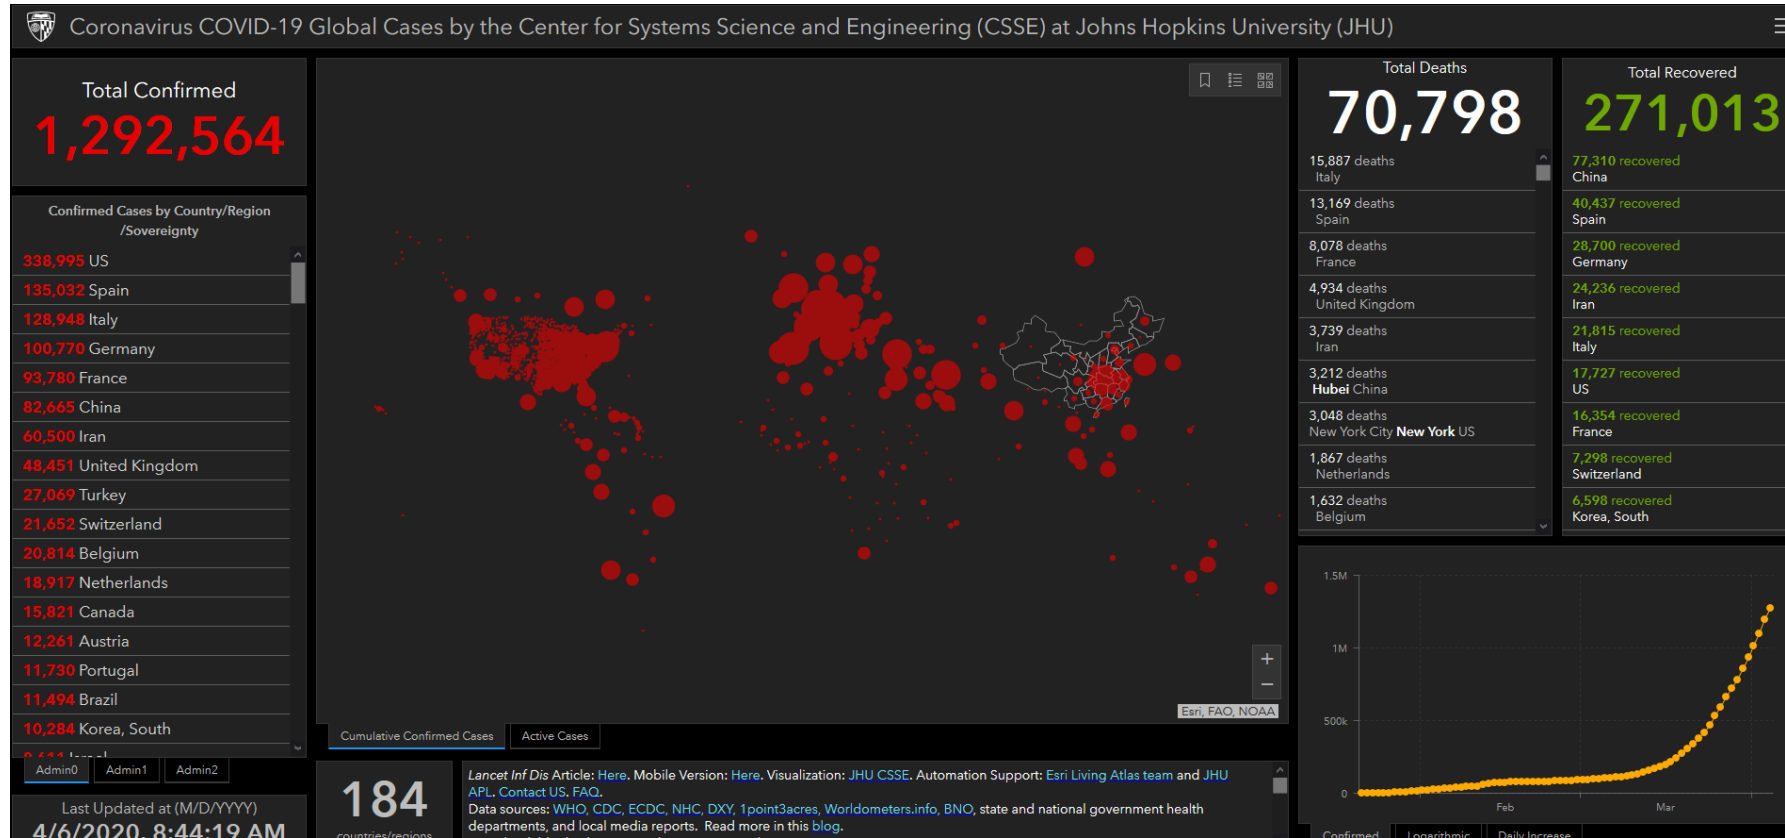 Coronavirus COVID-19 Global Cases by the Center for Systems Science and Engineering (CSSE) at Johns Hopkins University (JHU)
Total Confirmed
1,292,564
Confirmed Cases by Country/Region
/Sovereignty
338,995 US
135,032 Spain
128,948 Italy
100,770 Germany
93,780 France
82,665 China
60,500 Iran
48,451 United Kingdom
27,069 Turkey
21,652 Switzerland
20,814 Belgium
18,917 Netherlands
15,821 Canada
12,261 Austria
11,730 Portugal
11,494 Brazil
10,284 Korea, South
Admin0 Admin1 Admin2
Last Updated at (M/D/YYYY)
4/6/2020, 8:44:19 AM
Esri, FAO, NOAA
Cumulative Confirmed Cases Active Cases
184
countries/regions
Lancet Inf Dis Article: Here. Mobile Version: Here. Visualization: JHU CSSE. Automation Support: Esri Living Atlas team and JHU
APL. Contact US. FAQ.
Data sources: WHO, CDC, ECDC, NHC, DXY, 1point3acres, Worldometers.info, BNO, state and national government health
departments, and local media reports. Read more in this blog.
Total Deaths
70,798
15,887 deaths
Italy
13,169 deaths
Spain
8,078 deaths
France
4,934 deaths
United Kingdom
3,739 deaths
Iran
3,212 deaths
Hubei China
3,048 deaths
New York City New York US
1,867 deaths
Netherlands
1,632 deaths
Belgium
Total Recovered
271,013
77,310 recovered
China
40,437 recovered
Spain
28,700 recovered
Germany
24,236 recovered
Iran
21,815 recovered
Italy
17,727 recovered
US
16,354 recovered
France
7,298 recovered
Switzerland
6,598 recovered
Korea, South
1.5M
1M
500k
0
Feb Mar
Confirmed Logarithmic Daily Increase